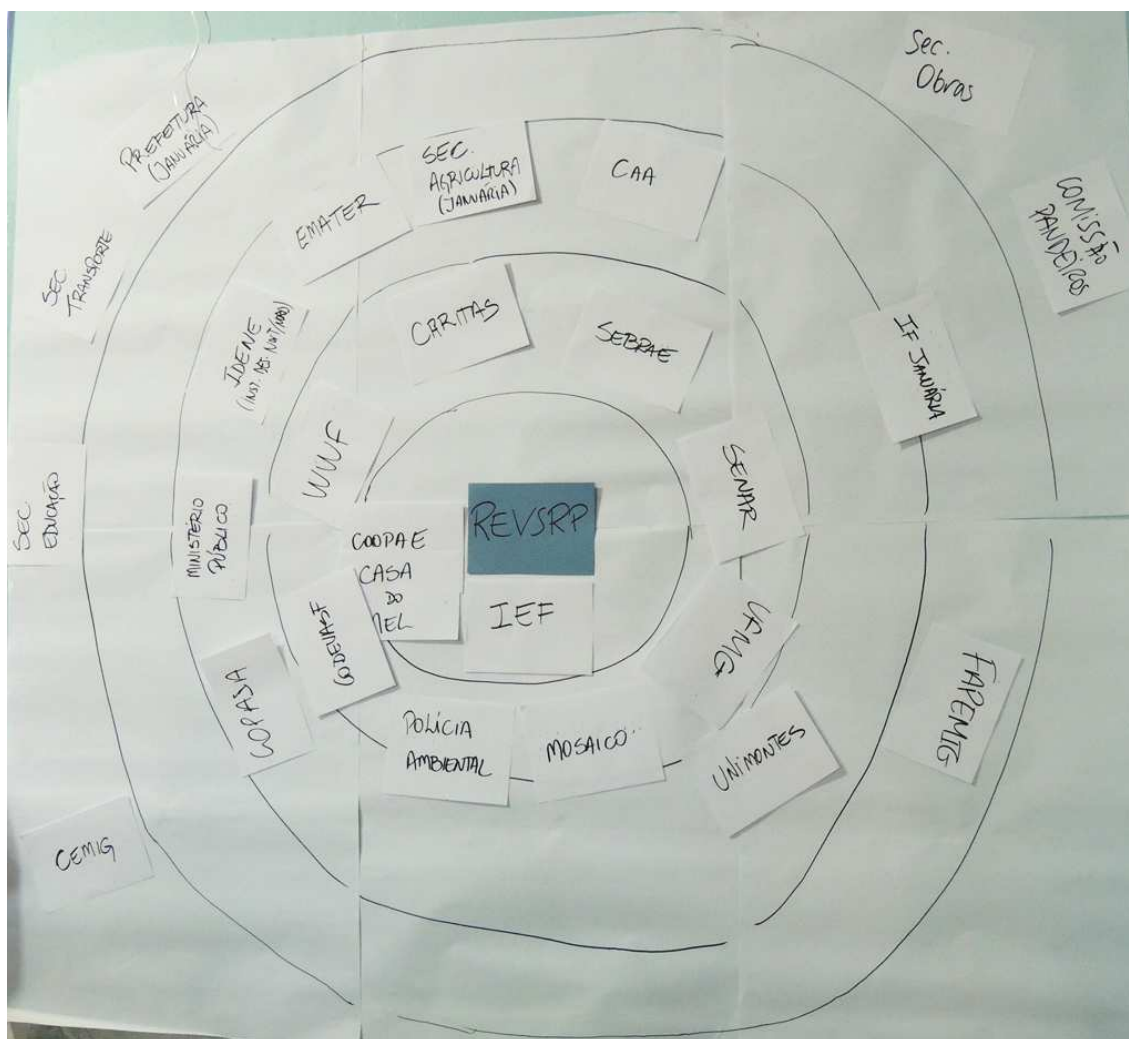 Sec.
Obras
PREFEITURA
(JANUÁRIA)
SEC.
AGRICULTURA
(JANUÁRIA)
CAA
EMATER
COMISSÃO
PANDEIROS
SEC
TRANSPORTE
CARITAS
SEBRAE
IDENE
IF JANUÁRIA
WWF
SENAR
SEC
EDUCAÇÃO
MINISTÉRIO
PÚBLICO
COOPAE
CASA
DO
MEL
REVSRP
IEF
CODEVASF
UFMG
COPASA
FAPEMIG
POLÍCIA
AMBIENTAL
MOSAICO
UNIMONTES
CEMIG